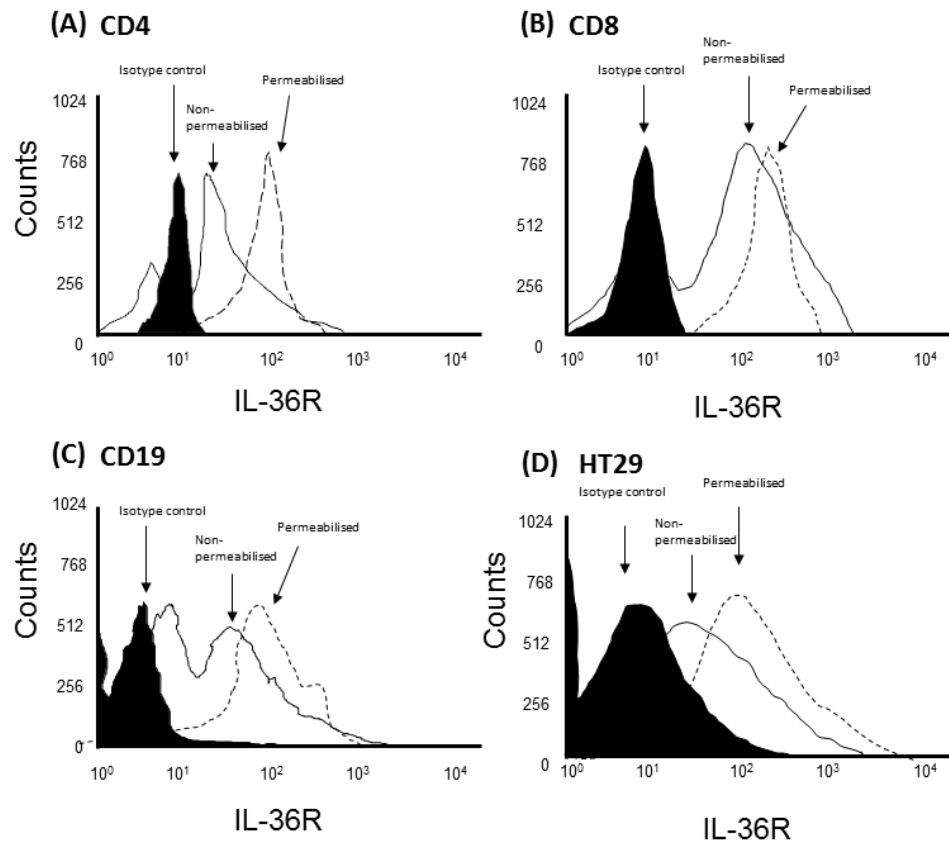 (A) CD4
Isotype control
Non-
permeabilised
Permeabilised
1024
768
512
256
0
Counts
10⁰ 10¹ 10² 10³ 10⁴
IL-36R
(B) CD8
Isotype control
Non-
permeabilised
Permeabilised
1024
768
512
256
0
10⁰ 10¹ 10² 10³ 10⁴
IL-36R
(C) CD19
Isotype control
Non-
permeabilised
Permeabilised
1024
768
512
256
0
Counts
10⁰ 10¹ 10² 10³ 10⁴
IL-36R
(D) HT29
Isotype control
Non-
permeabilised
Permeabilised
1024
768
512
256
0
Counts
10⁰ 10¹ 10² 10³ 10⁴
IL-36R